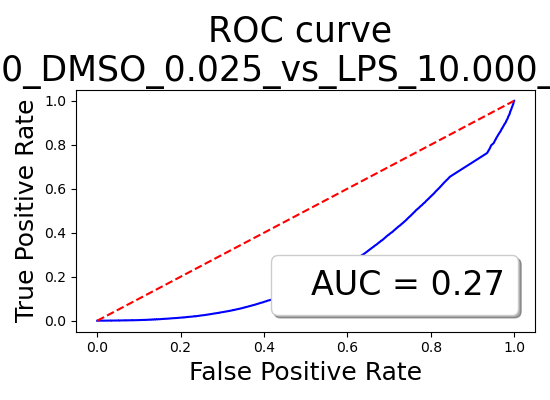 ROC curve
0_DMSO_0.025_vs_LPS_10.000_
True Positive Rate
1.0
0.8
0.6
0.4
0.2
0.0
AUC = 0.27
0.0 0.2 0.4 0.6 0.8 1.0
False Positive Rate